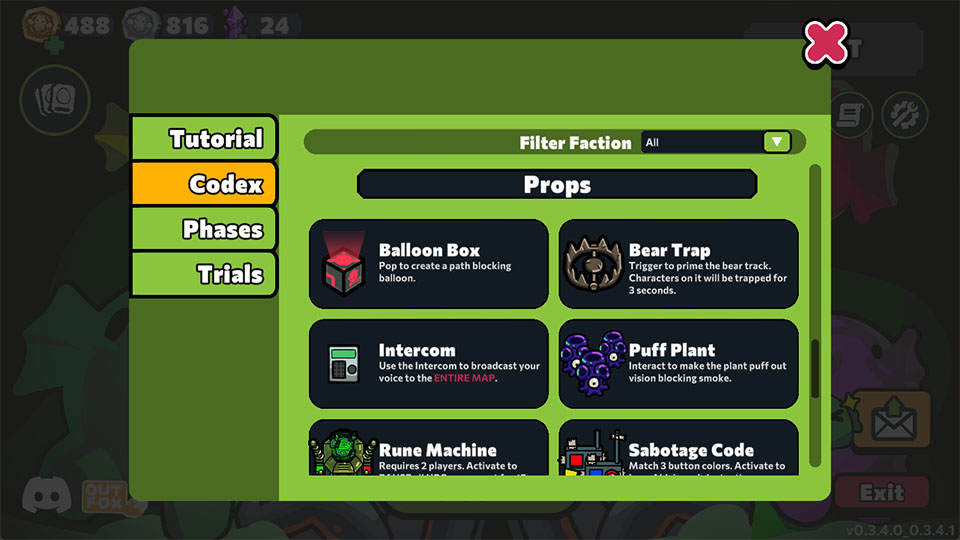 488 816 24
T
Tutorial
Codex
Phases
Trials
Filter Faction All
Props
Balloon Box
Pop to create a path blocking
balloon.
Bear Trap
Trigger to prime the bear track.
Characters on it will be trapped for
3 seconds.
Intercom
Use the Intercom to broadcast your
voice to the ENTIRE MAP.
Puff Plant
Interact to make the plant puff out
vision blocking smoke.
Rune Machine
Requires 2 players. Activate to
Sabotage Code
Match 3 button colors. Activate to
OUT
FOX
Exit
v0.3.4.0_0.3.4.1